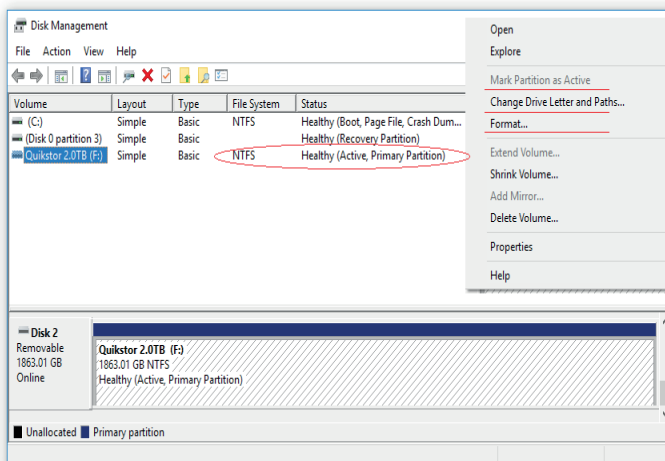 Disk Management
File Action View Help
Volume Layout Type File System Status
(C:) Simple Basic NTFS Healthy (Boot, Page File, Crash Dum...
(Disk 0 partition 3) Simple Basic Healthy (Recovery Partition)
Quikstor 2.0TB (F:) Simple Basic NTFS Healthy (Active, Primary Partition)
Open
Explore
Mark Partition as Active
Change Drive Letter and Paths...
Format...
Extend Volume...
Shrink Volume...
Add Mirror...
Delete Volume...
Properties
Help
Disk 2
Removable
1863.01 GB
Online
Quikstor 2.0TB (F:)
1863.01 GB NTFS
Healthy (Active, Primary Partition)
Unallocated Primary partition